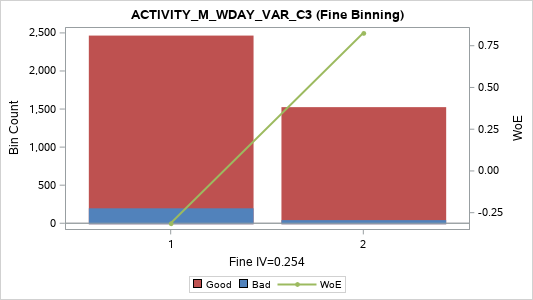 ACTIVITY_M_WDAY_VAR_C3 (Fine Binning)
2,500
2,000
1,500
1,000
500
0
Bin Count
0.75
0.50
0.25
0.00
-0.25
WoE
1
2
Fine IV=0.254
Good
Bad
WoE